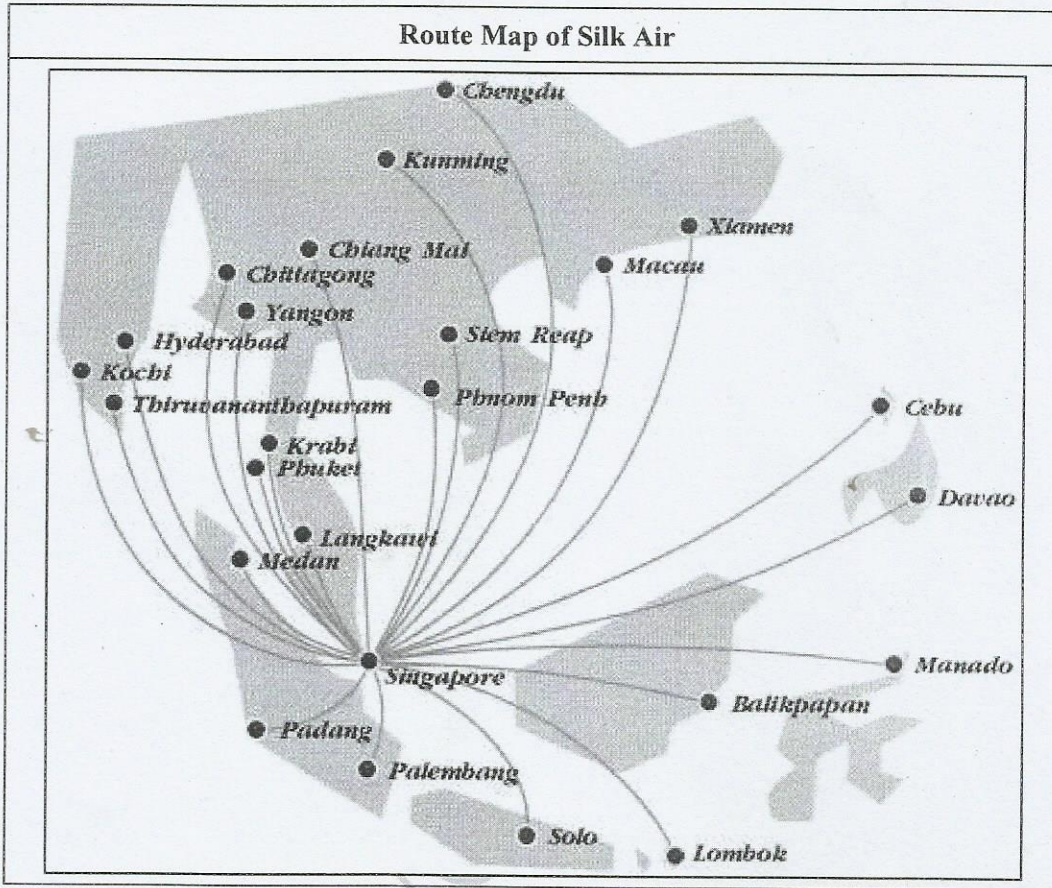 Route Map of Silk Air
Chengdu
Kunming
Xiamen
Chiang Mai
Macau
Chittagong
Yangon
Siem Reap
Hyderabad
Kochi
Phnom Penh
Thiruvananthapuram
Cebu
Krabi
Phuket
Davao
Langkawi
Medan
Singapore
Manado
Balikpapan
Padang
Palembang
Solo
Lombok